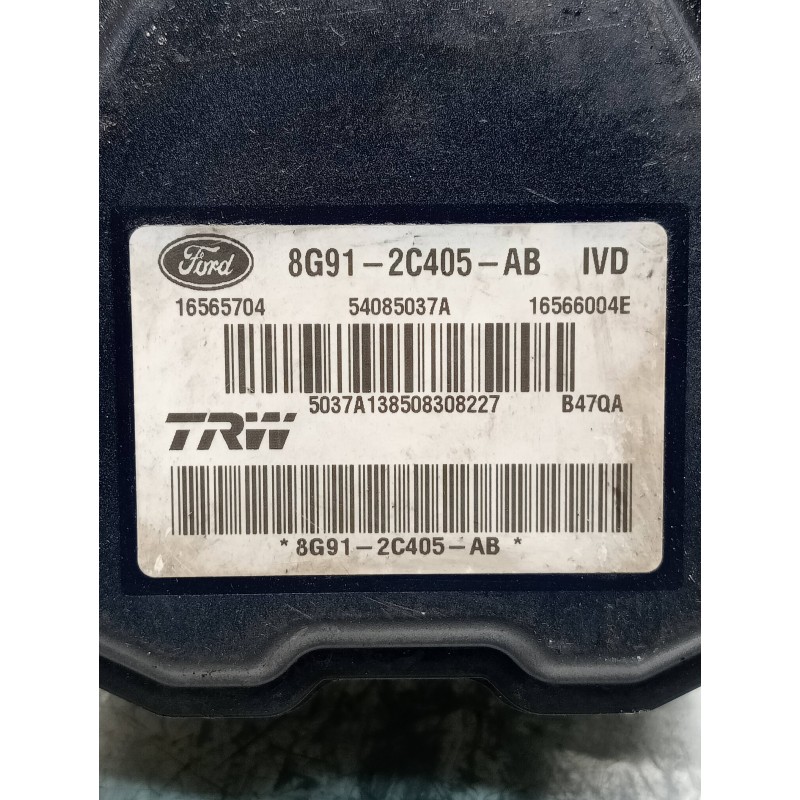 Ford 8G91-2C405-AB IVD
16565704 54085037A 16566004E
5037A138508308227 B47QA
TRW
*8G91-2C405-AB*